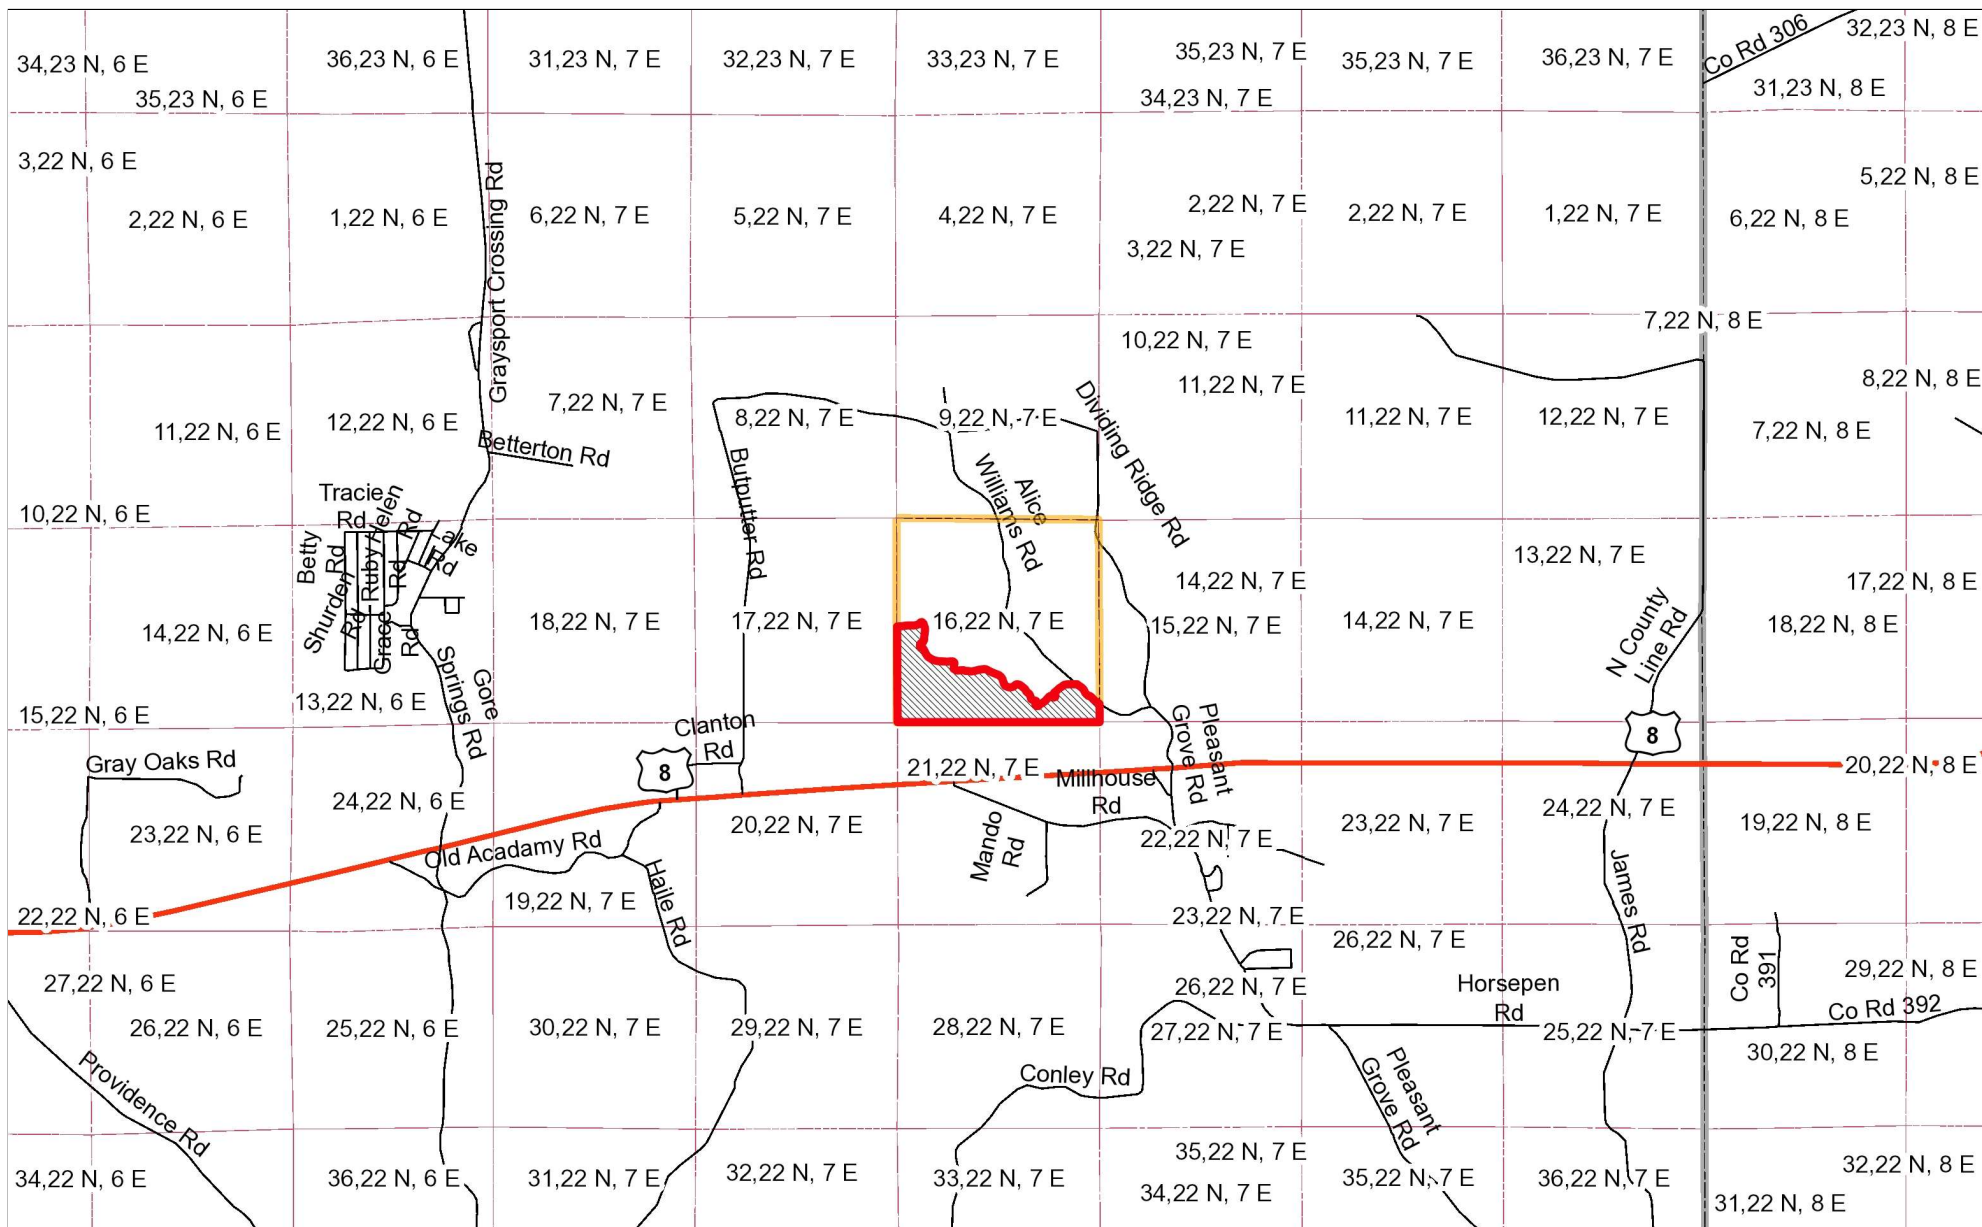 34,23 N, 6 E
36,23 N, 6 E
31,23 N, 7 E
32,23 N, 7 E
33,23 N, 7 E
35,23 N, 7 E
35,23 N, 7 E
36,23 N, 7 E
Co Rd 306
32,23 N, 8 E
35,23 N, 6 E
34,23 N, 7 E
31,23 N, 8 E
3,22 N, 6 E
2,22 N, 6 E
1,22 N, 6 E
Graysport Crossing Rd
6,22 N, 7 E
5,22 N, 7 E
4,22 N, 7 E
2,22 N, 7 E
3,22 N, 7 E
2,22 N, 7 E
1,22 N, 7 E
6,22 N, 8 E
5,22 N, 8 E
7,22 N, 8 E
10,22 N, 7 E
11,22 N, 7 E
8,22 N, 8 E
11,22 N, 6 E
12,22 N, 6 E
7,22 N, 7 E
8,22 N, 7 E
9,22 N, 7 E
Dividing Ridge Rd
11,22 N, 7 E
12,22 N, 7 E
7,22 N, 8 E
Betterton Rd
Butputter Rd
Alice
Williams Rd
10,22 N, 6 E
Tracie
Rd
Helen
Rd
Lake
Rd
Betty
Rd
Ruby
Rd
Shurden
Rd
Grace
Rd
14,22 N, 6 E
13,22 N, 6 E
Gore
Springs Rd
18,22 N, 7 E
17,22 N, 7 E
16,22 N, 7 E
14,22 N, 7 E
15,22 N, 7 E
14,22 N, 7 E
13,22 N, 7 E
N County
Line Rd
17,22 N, 8 E
18,22 N, 8 E
15,22 N, 6 E
Gray Oaks Rd
Clanton
Rd
8
21,22 N, 7 E
Millhouse
Rd
Pleasant
Grove Rd
8
20,22 N, 8 E
24,22 N, 6 E
23,22 N, 6 E
Old Acadamy Rd
20,22 N, 7 E
Mando
Rd
22,22 N, 7 E
23,22 N, 7 E
24,22 N, 7 E
19,22 N, 8 E
22,22 N, 6 E
19,22 N, 7 E
Haile Rd
23,22 N, 7 E
26,22 N, 7 E
James Rd
Co Rd
391
29,22 N, 8 E
27,22 N, 6 E
26,22 N, 6 E
25,22 N, 6 E
30,22 N, 7 E
29,22 N, 7 E
28,22 N, 7 E
26,22 N, 7 E
27,22 N, 7 E
Horsepen
Rd
25,22 N, 7 E
Co Rd 392
30,22 N, 8 E
Providence Rd
Conley Rd
Pleasant
Grove Rd
34,22 N, 6 E
36,22 N, 6 E
31,22 N, 7 E
32,22 N, 7 E
33,22 N, 7 E
35,22 N, 7 E
34,22 N, 7 E
35,22 N, 7 E
36,22 N, 7 E
32,22 N, 8 E
31,22 N, 8 E